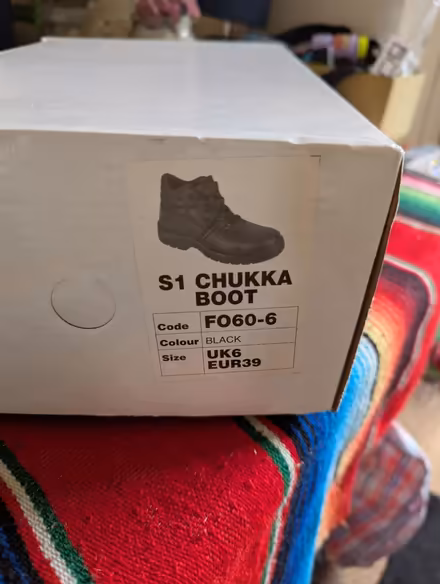 S1 CHUKKA
BOOT
Code FO60-6
Colour BLACK
Size UK6
EUR39